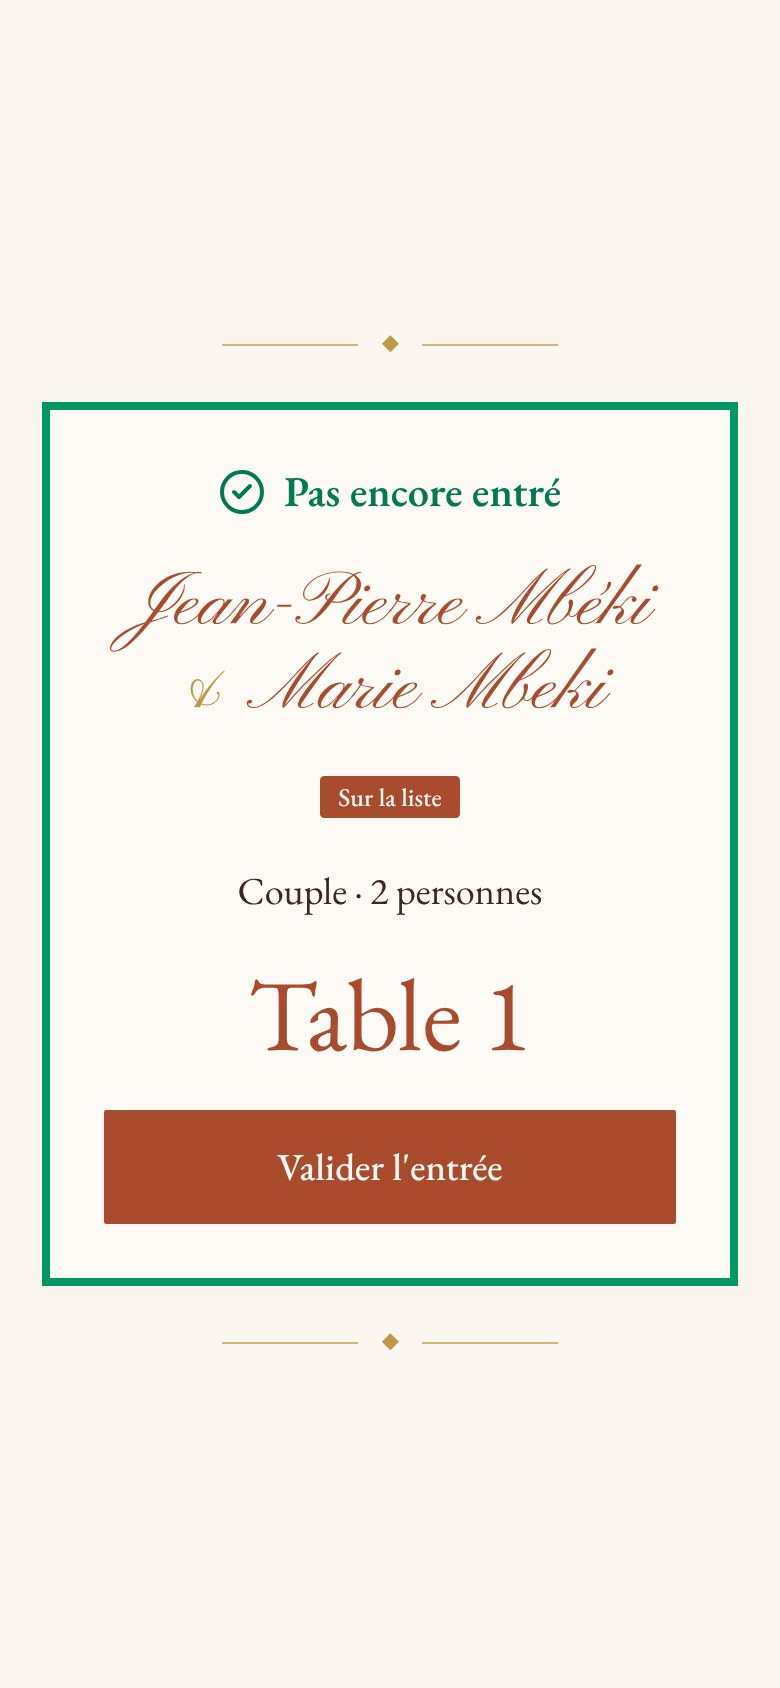 Pas encore entré
Jean-Pierre Mbéki
& Marie Mbeki
Sur la liste
Couple · 2 personnes
Table 1
Valider l'entrée